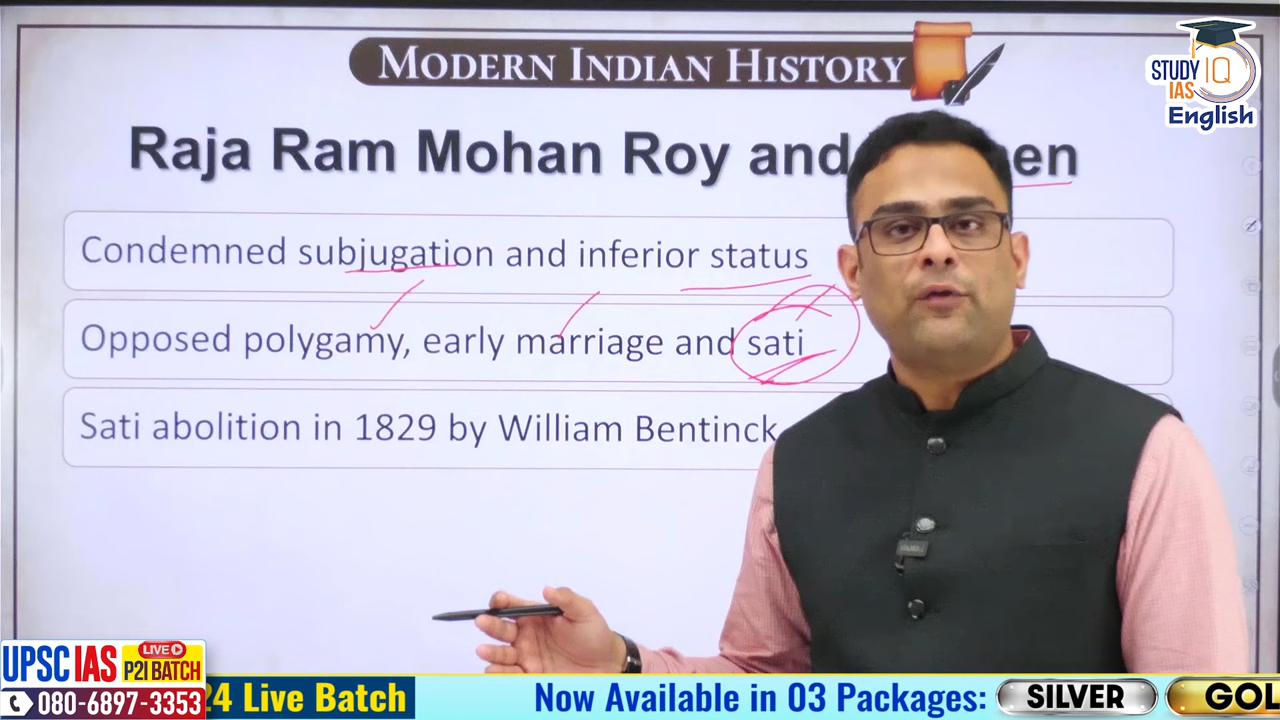 MODERN INDIAN HISTORY
STUDY IQ
IAS
English
Raja Ram Mohan Roy and en
Condemned subjugation and inferior status
Opposed polygamy, early marriage and sati
Sati abolition in 1829 by William Bentinck
UPSC IAS
LIVE
P2I BATCH
080-6897-3353
24 Live Batch
Now Available in 03 Packages:
SILVER
GOL